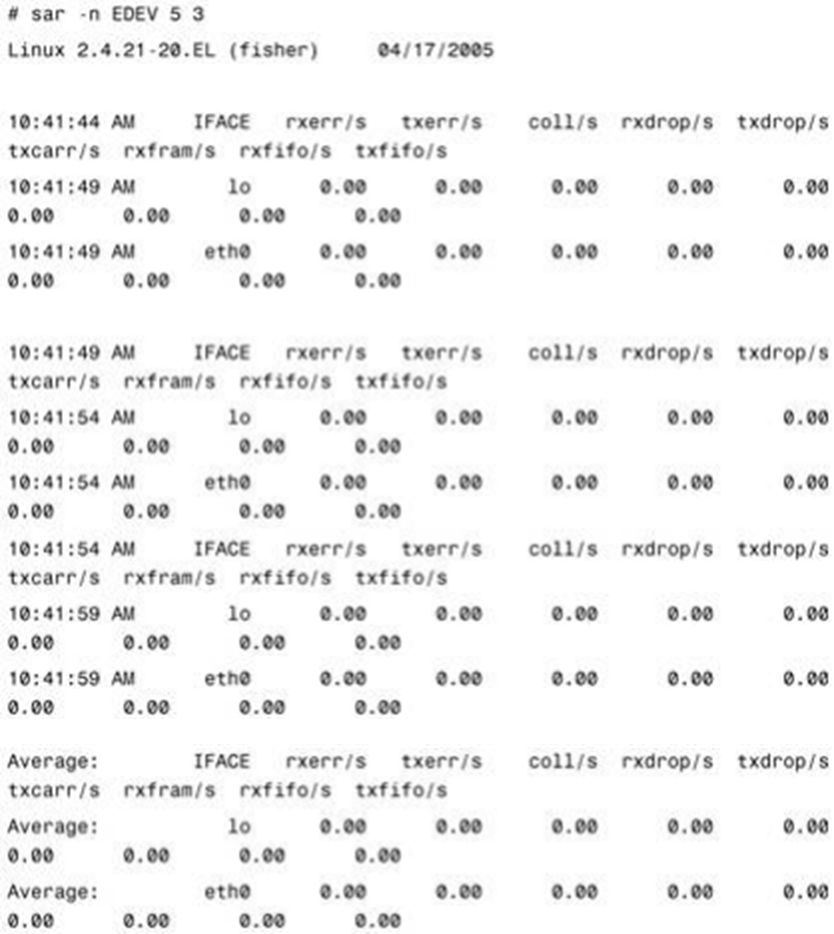 # sar -n EDEV 5 3
Linux 2.4.21-20.EL (fisher) 04/17/2005
10:41:44 AM IFACE rxerr/s txerr/s coll/s rxdrop/s txdrop/s
txcarr/s rxfram/s rxfifo/s txfifo/s
10:41:49 AM lo 0.00 0.00 0.00 0.00 0.00
0.00 0.00 0.00 0.00
10:41:49 AM eth0 0.00 0.00 0.00 0.00 0.00
0.00 0.00 0.00 0.00
10:41:49 AM IFACE rxerr/s txerr/s coll/s rxdrop/s txdrop/s
txcarr/s rxfram/s rxfifo/s txfifo/s
10:41:54 AM lo 0.00 0.00 0.00 0.00 0.00
0.00 0.00 0.00 0.00
10:41:54 AM eth0 0.00 0.00 0.00 0.00 0.00
0.00 0.00 0.00 0.00
10:41:54 AM IFACE rxerr/s txerr/s coll/s rxdrop/s txdrop/s
txcarr/s rxfram/s rxfifo/s txfifo/s
10:41:59 AM lo 0.00 0.00 0.00 0.00 0.00
0.00 0.00 0.00 0.00
10:41:59 AM eth0 0.00 0.00 0.00 0.00 0.00
0.00 0.00 0.00 0.00
Average: IFACE rxerr/s txerr/s coll/s rxdrop/s txdrop/s
txcarr/s rxfram/s rxfifo/s txfifo/s
Average: lo 0.00 0.00 0.00 0.00 0.00
0.00 0.00 0.00 0.00
Average: eth0 0.00 0.00 0.00 0.00 0.00
0.00 0.00 0.00 0.00